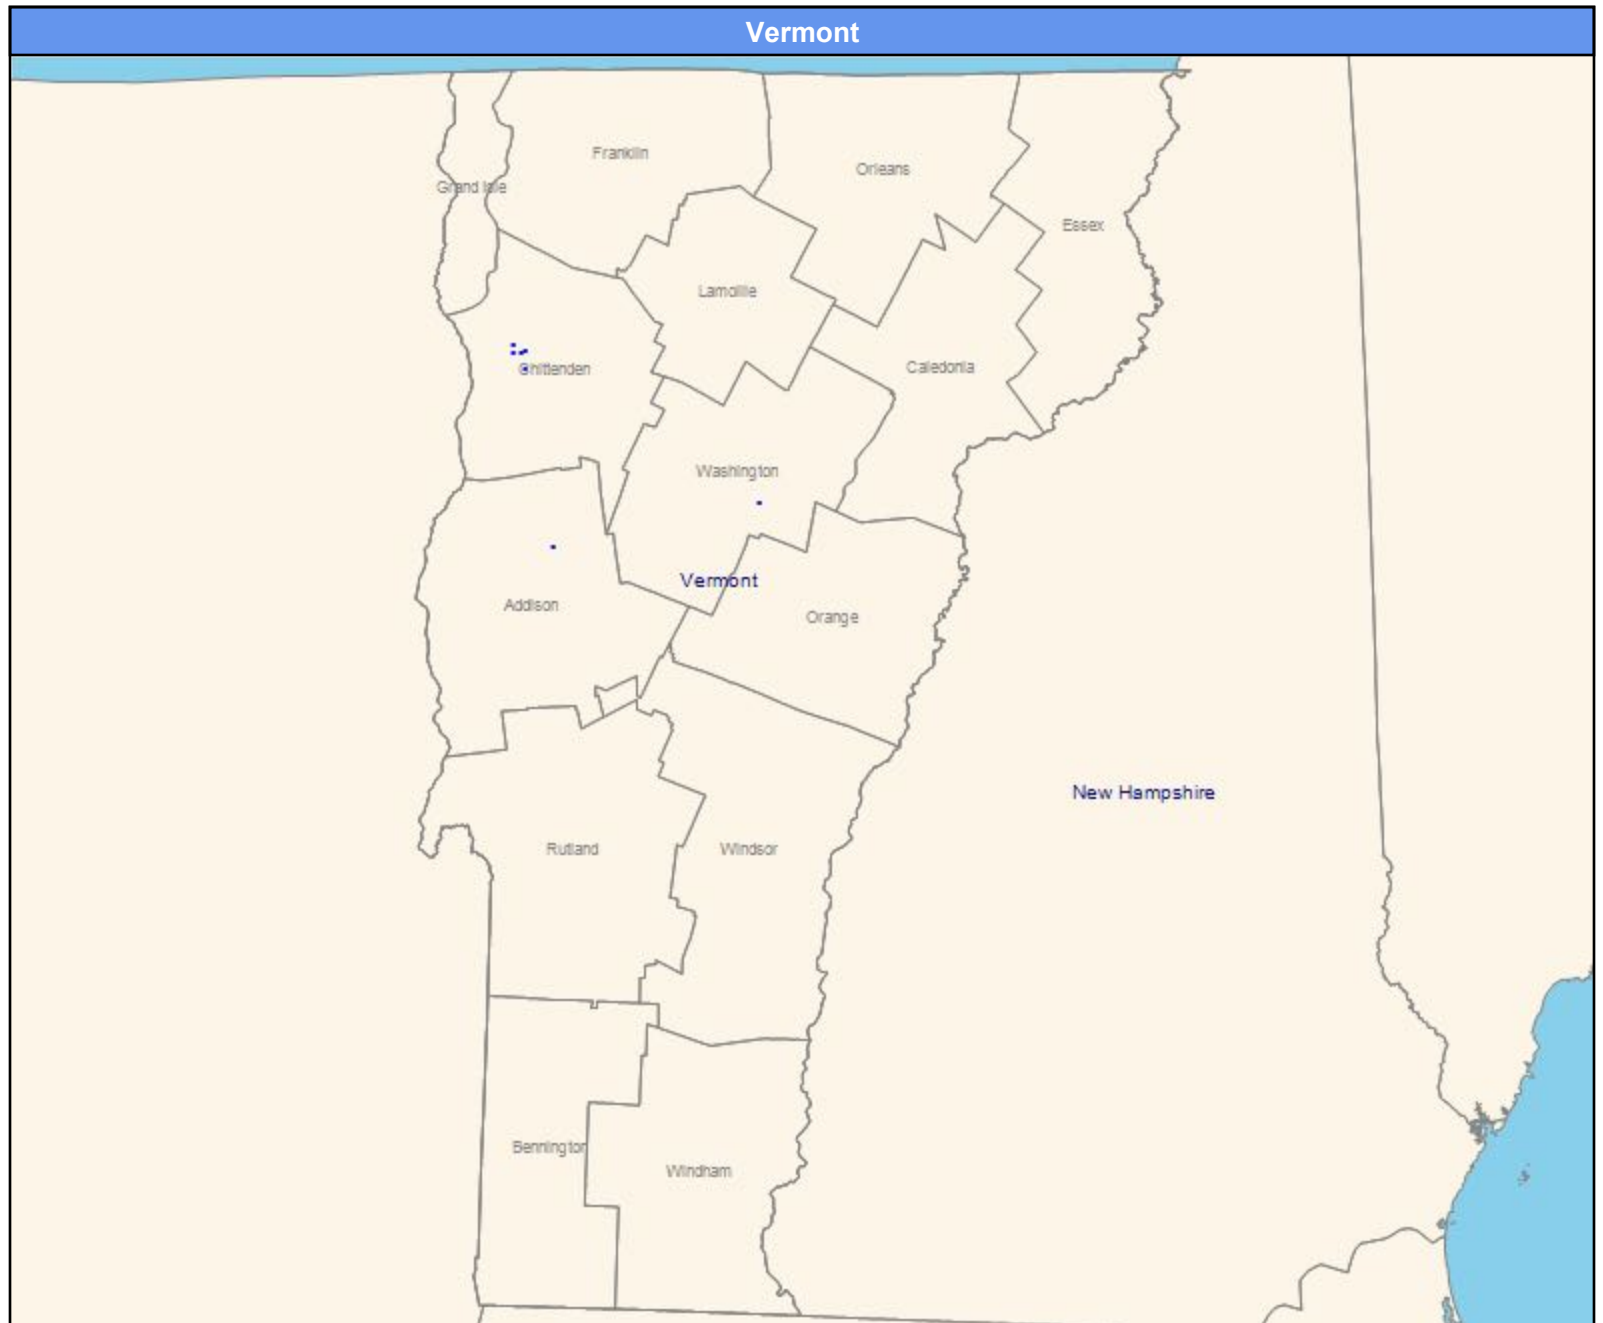 Vermont
Franklin
Orleans
Grand Isle
Essex
Lamoille
Chittenden
Caledonia
Washington
Vermont
Addison
Orange
New Hampshire
Rutland
Windsor
Bennington
Windham